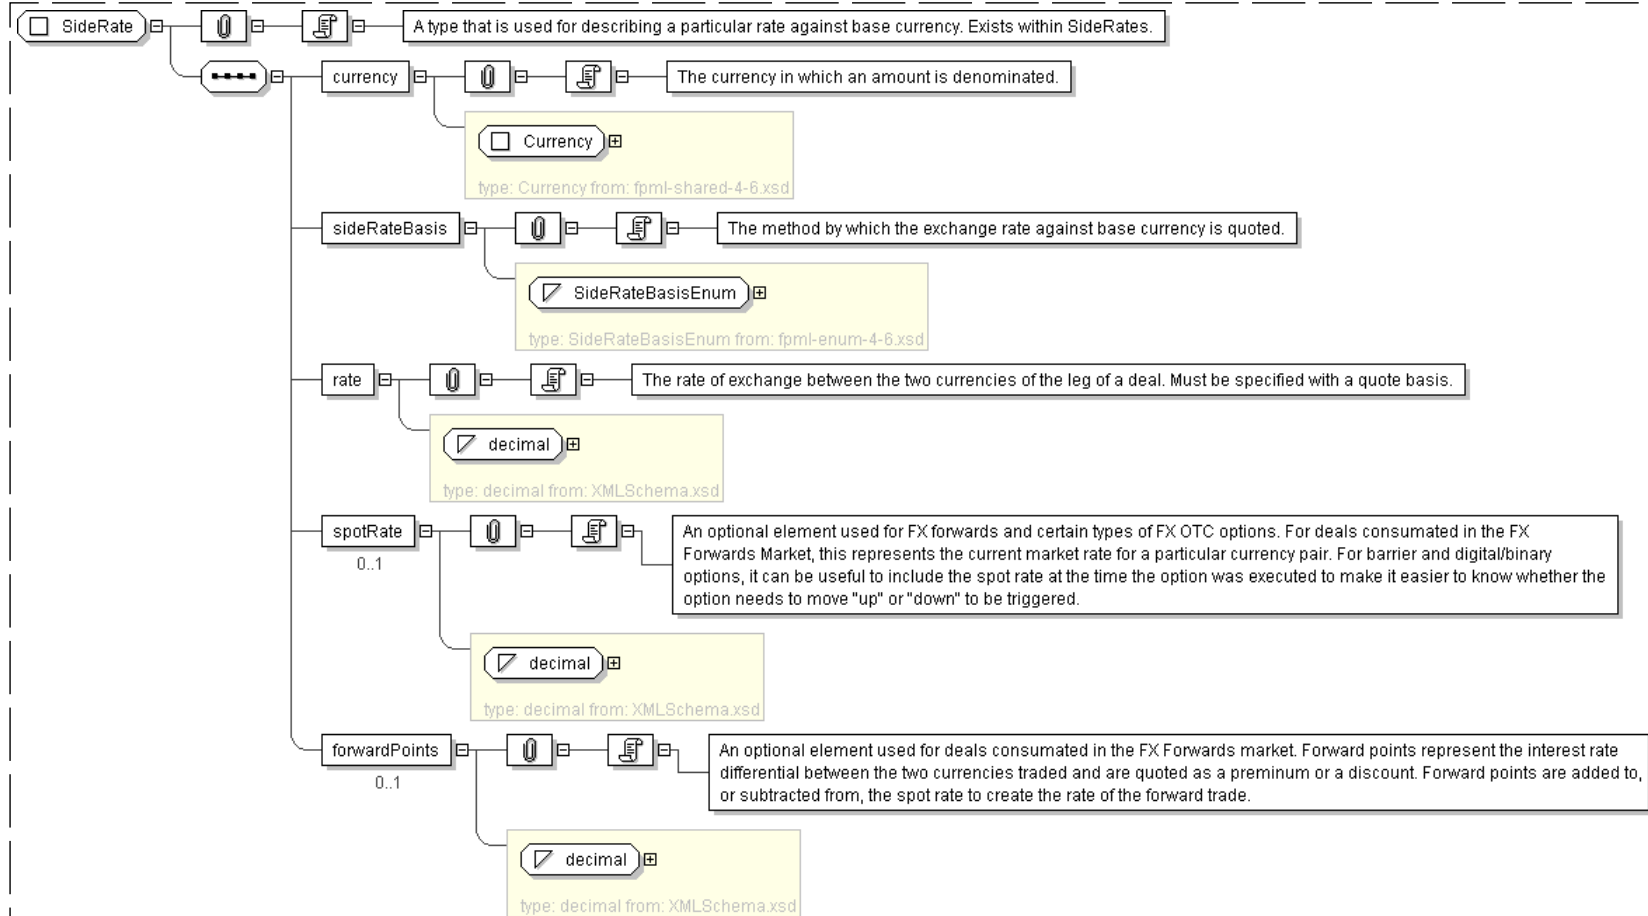 SideRate
A type that is used for describing a particular rate against base currency. Exists within SideRates.
currency
The currency in which an amount is denominated.
Currency
type: Currency from: fpml-shared-4-6.xsd
sideRateBasis
The method by which the exchange rate against base currency is quoted.
SideRateBasisEnum
type: SideRateBasisEnum from: fpml-enum-4-6.xsd
rate
The rate of exchange between the two currencies of the leg of a deal. Must be specified with a quote basis.
decimal
type: decimal from: XMLSchema.xsd
spotRate
0..1
An optional element used for FX forwards and certain types of FX OTC options. For deals consumated in the FX
Forwards Market, this represents the current market rate for a particular currency pair. For barrier and digital/binary
options, it can be useful to include the spot rate at the time the option was executed to make it easier to know whether the
option needs to move "up" or "down" to be triggered.
decimal
type: decimal from: XMLSchema.xsd
forwardPoints
0..1
An optional element used for deals consumated in the FX Forwards market. Forward points represent the interest rate
differential between the two currencies traded and are quoted as a preminum or a discount. Forward points are added to,
or subtracted from, the spot rate to create the rate of the forward trade.
decimal
type: decimal from: XMLSchema.xsd